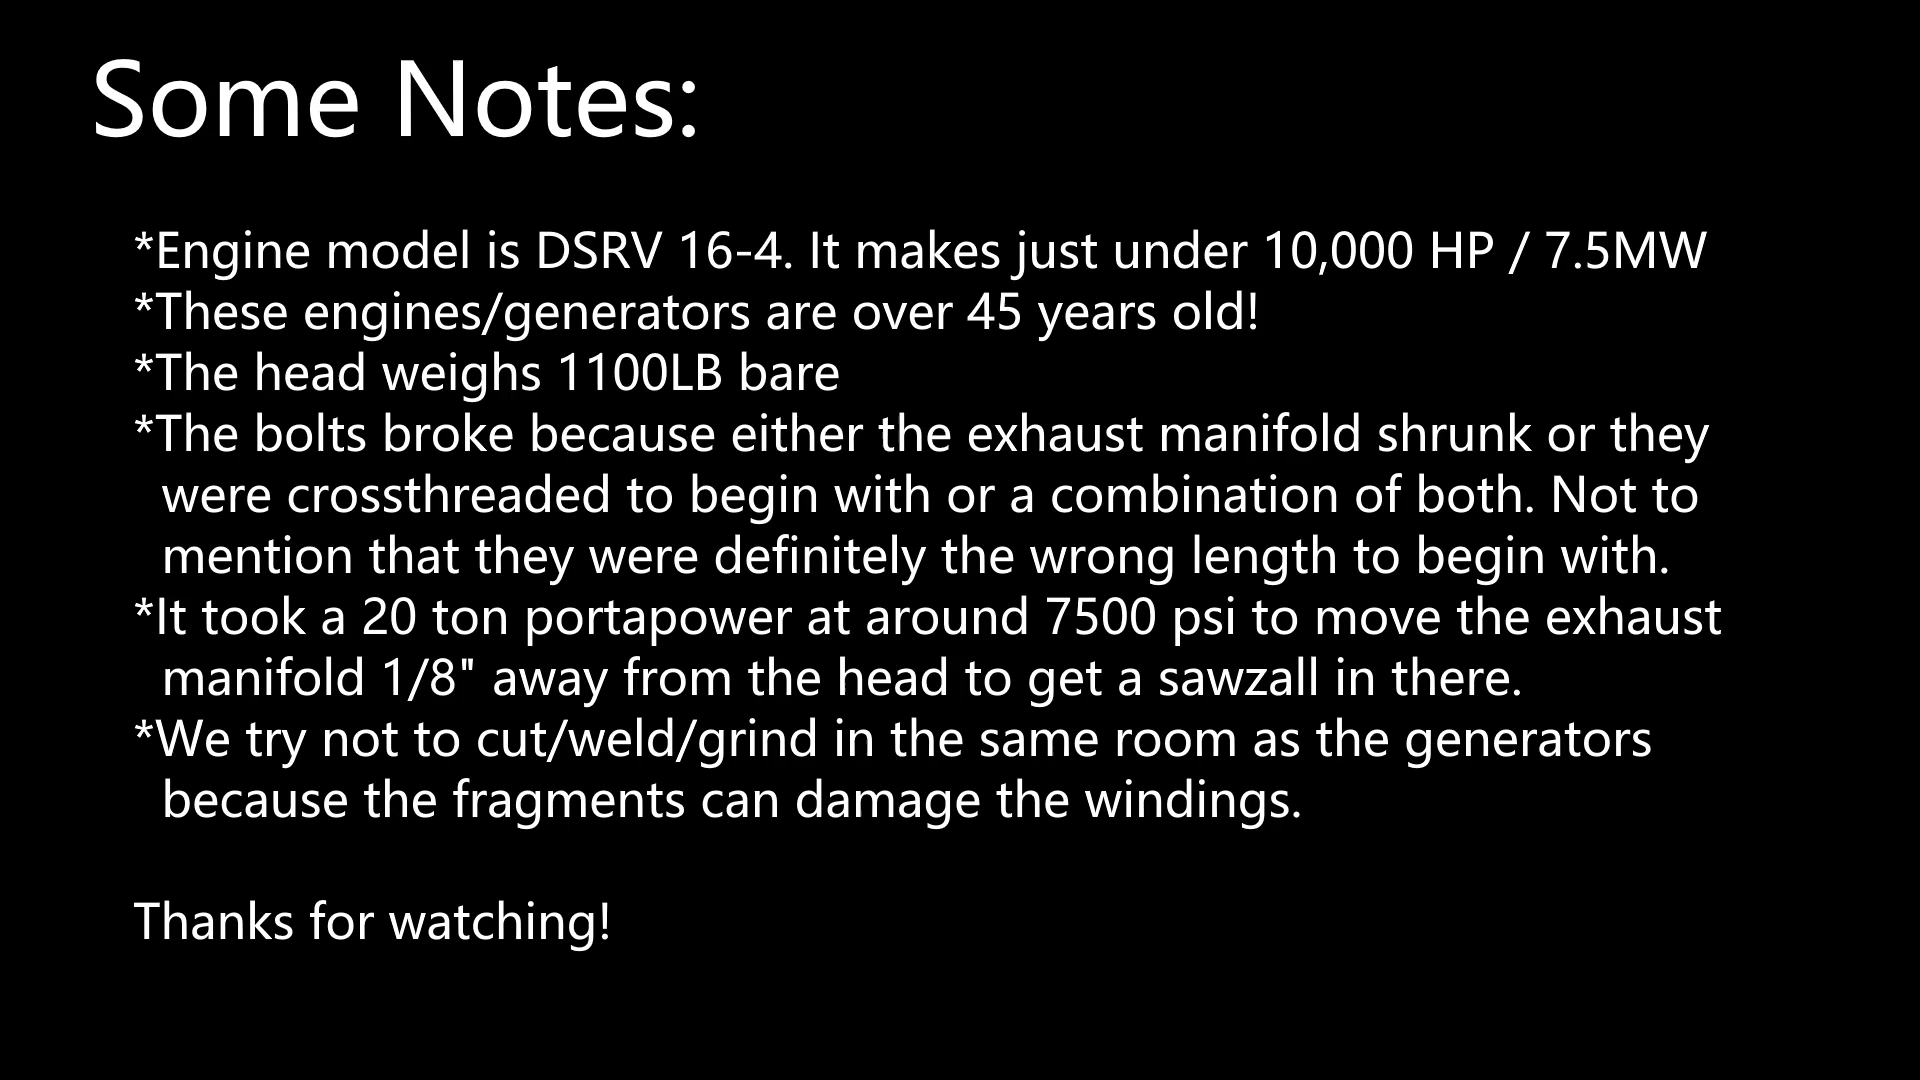 Some Notes:
*Engine model is DSRV 16-4. It makes just under 10,000 HP / 7.5MW
*These engines/generators are over 45 years old!
*The head weighs 1100LB bare
*The bolts broke because either the exhaust manifold shrunk or they
were crossthreaded to begin with or a combination of both. Not to
mention that they were definitely the wrong length to begin with.
*It took a 20 ton portapower at around 7500 psi to move the exhaust
manifold 1/8" away from the head to get a sawzall in there.
*We try not to cut/weld/grind in the same room as the generators
because the fragments can damage the windings.
Thanks for watching!